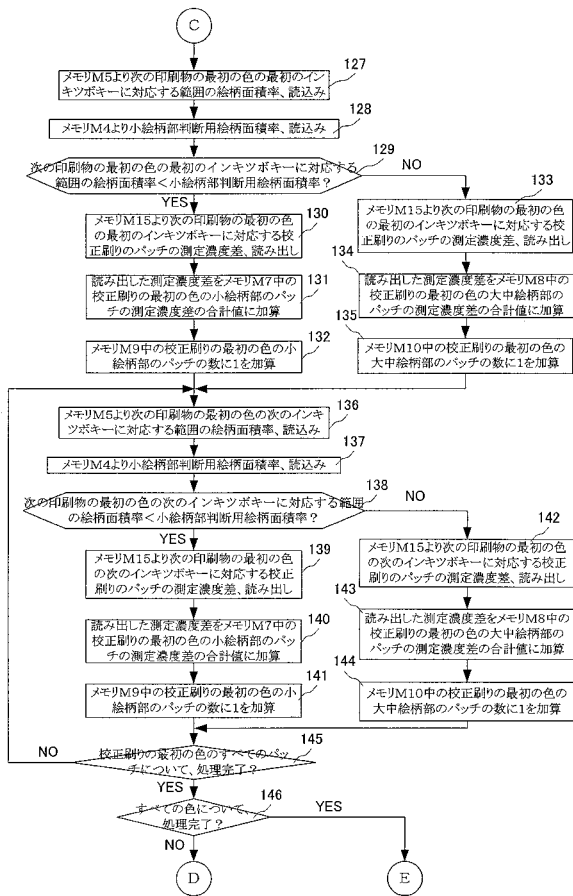 C
127
メモリM5より次の印刷物の最初の色の最初のイン
キツボキーに対応する範囲の絵柄面積率、読込み
128
メモリM4より小絵柄部判断用絵柄面積率、読込み
129
次の印刷物の最初の色の最初のインキツボキーに対応する
範囲の絵柄面積率<小絵柄部判断用絵柄面積率？
NO
YES
130
メモリM15より次の印刷物の最初の色
の最初のインキツボキーに対応する校
正刷りのパッチの測定濃度差、読み出し
133
メモリM15より次の印刷物の最初の色
の最初のインキツボキーに対応する校
正刷りのパッチの測定濃度差、読み出し
131
読み出した測定濃度差をメモリM7中
の校正刷りの最初の色の小絵柄部のパッ
チの測定濃度差の合計値に加算
134
読み出した測定濃度差をメモリM8中
の校正刷りの最初の色の大中絵柄部の
パッチの測定濃度差の合計値に加算
132
メモリM9中の校正刷りの最初の色の小
絵柄部のパッチの数に1を加算
135
メモリM10中の校正刷りの最初の色の
大中絵柄部のパッチの数に1を加算
136
メモリM5より次の印刷物の最初の色の次のインキ
ツボキーに対応する範囲の絵柄面積率、読込み
137
メモリM4より小絵柄部判断用絵柄面積率、読込み
138
次の印刷物の最初の色の次のインキツボキーに対応する範囲
の絵柄面積率<小絵柄部判断用絵柄面積率？
NO
YES
139
メモリM15より次の印刷物の最初の色
の次のインキツボキーに対応する校正
刷りのパッチの測定濃度差、読み出し
142
メモリM15より次の印刷物の最初の色
の次のインキツボキーに対応する校正
刷りのパッチの測定濃度差、読み出し
140
読み出した測定濃度差をメモリM7中
の校正刷りの最初の色の小絵柄部のパッ
チの測定濃度差の合計値に加算
143
読み出した測定濃度差をメモリM8中
の校正刷りの最初の色の大中絵柄部の
パッチの測定濃度差の合計値に加算
141
メモリM9中の校正刷りの最初の色の小
絵柄部のパッチの数に1を加算
144
メモリM10中の校正刷りの最初の色の
大中絵柄部のパッチの数に1を加算
145
校正刷りの最初の色のすべてのパッ
チについて、処理完了？
NO
YES
146
すべての色について、
処理完了？
YES
NO
D
E